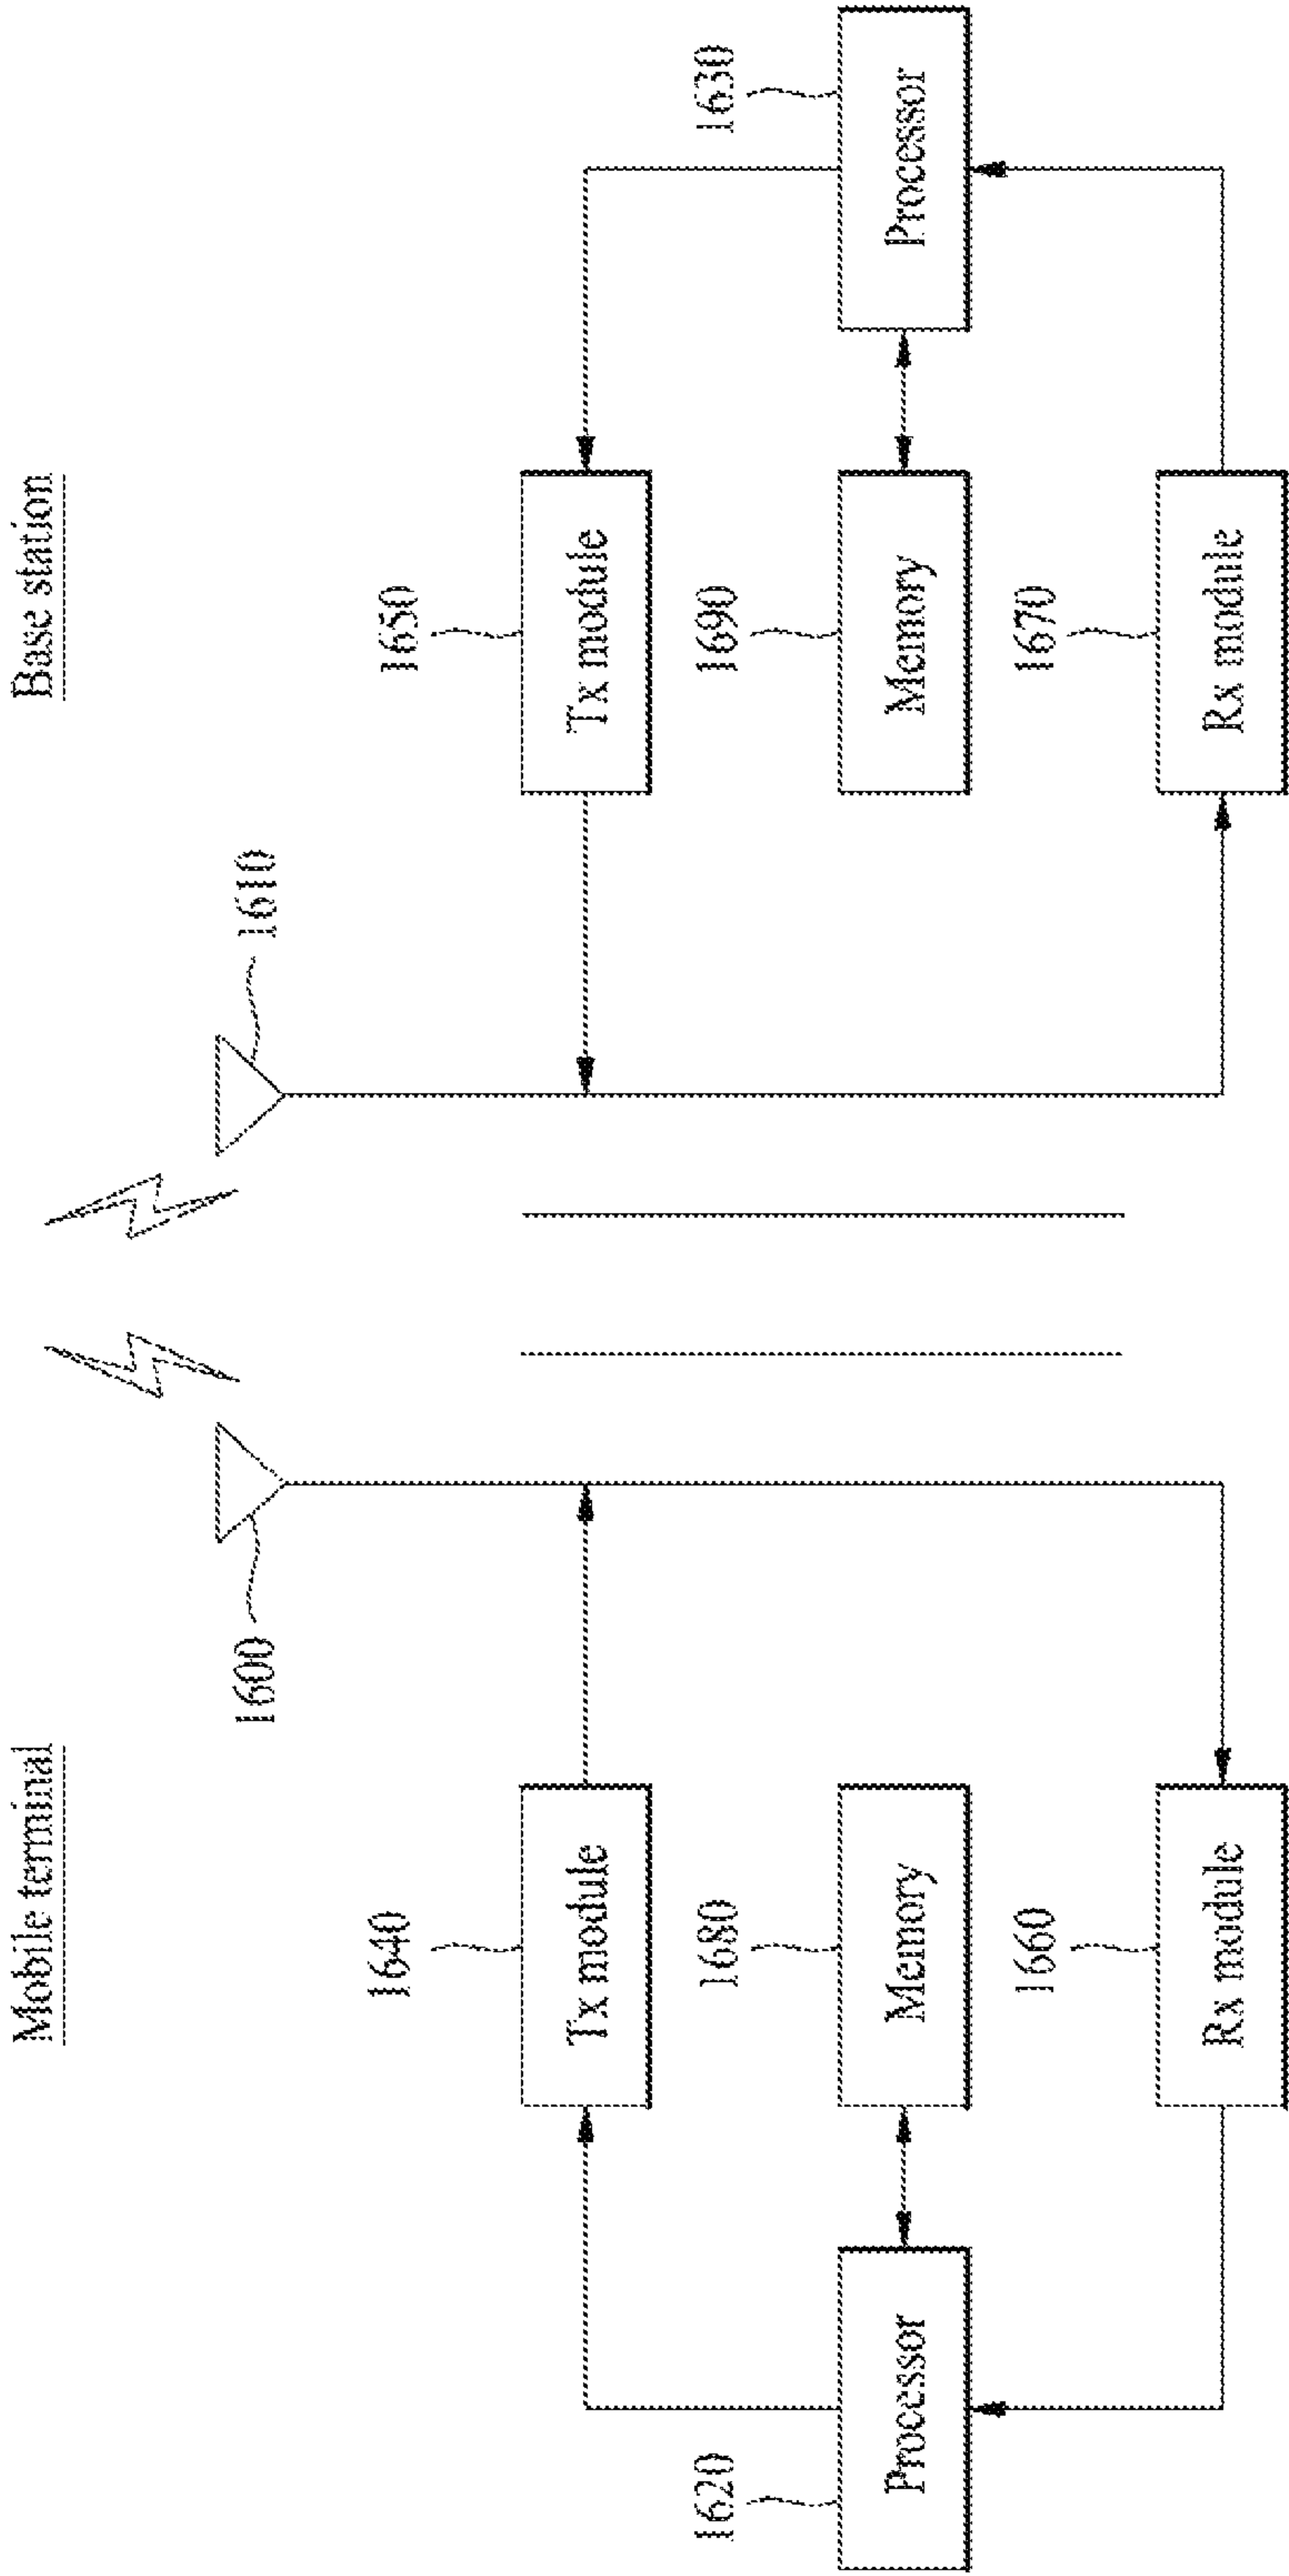 Mobile terminal
Base station
1600
1610
1640
Tx module
1650
Tx module
1620
Processor
1680
Memory
1690
Memory
1630
Processor
1660
Rx module
1670
Rx module